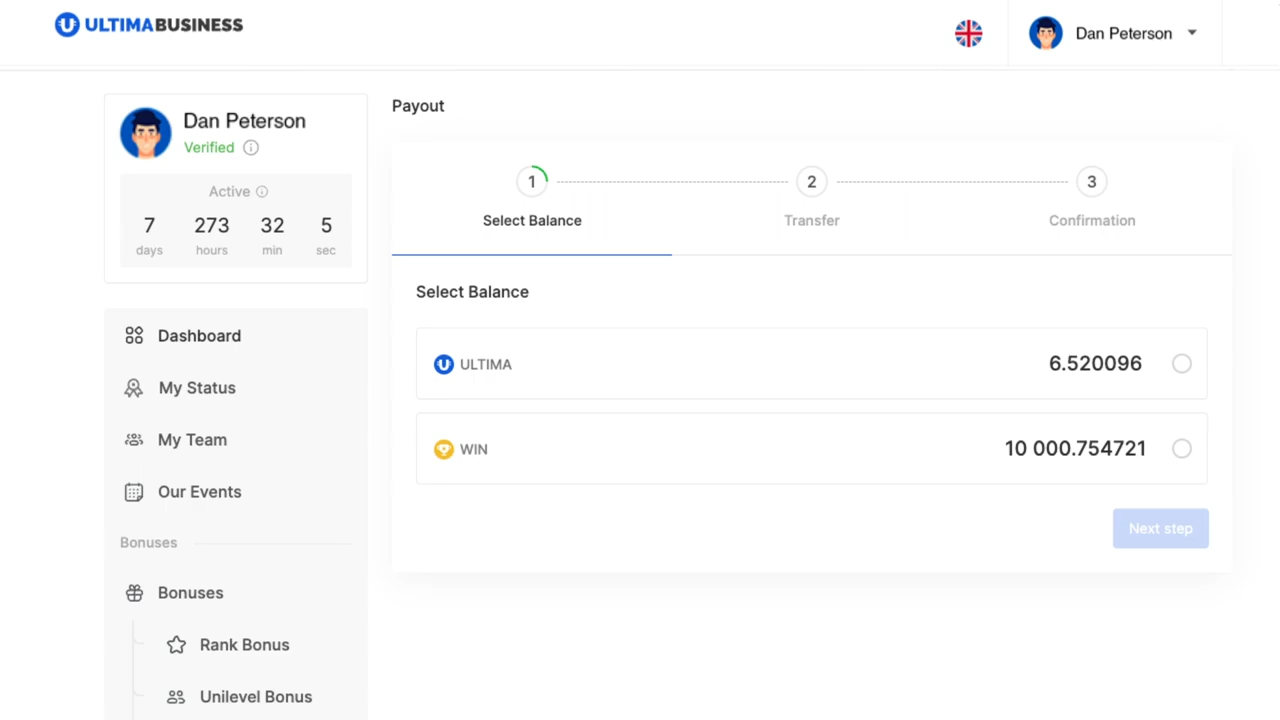 ULTIMABUSINESS
Dan Peterson
Dan Peterson
Verified
Active
7 273 32 5
days hours min sec
Dashboard
My Status
My Team
Our Events
Bonuses
Bonuses
Rank Bonus
Unilevel Bonus
Payout
1 2 3
Select Balance Transfer Confirmation
Select Balance
ULTIMA 6.520096
WIN 10 000.754721
Next step